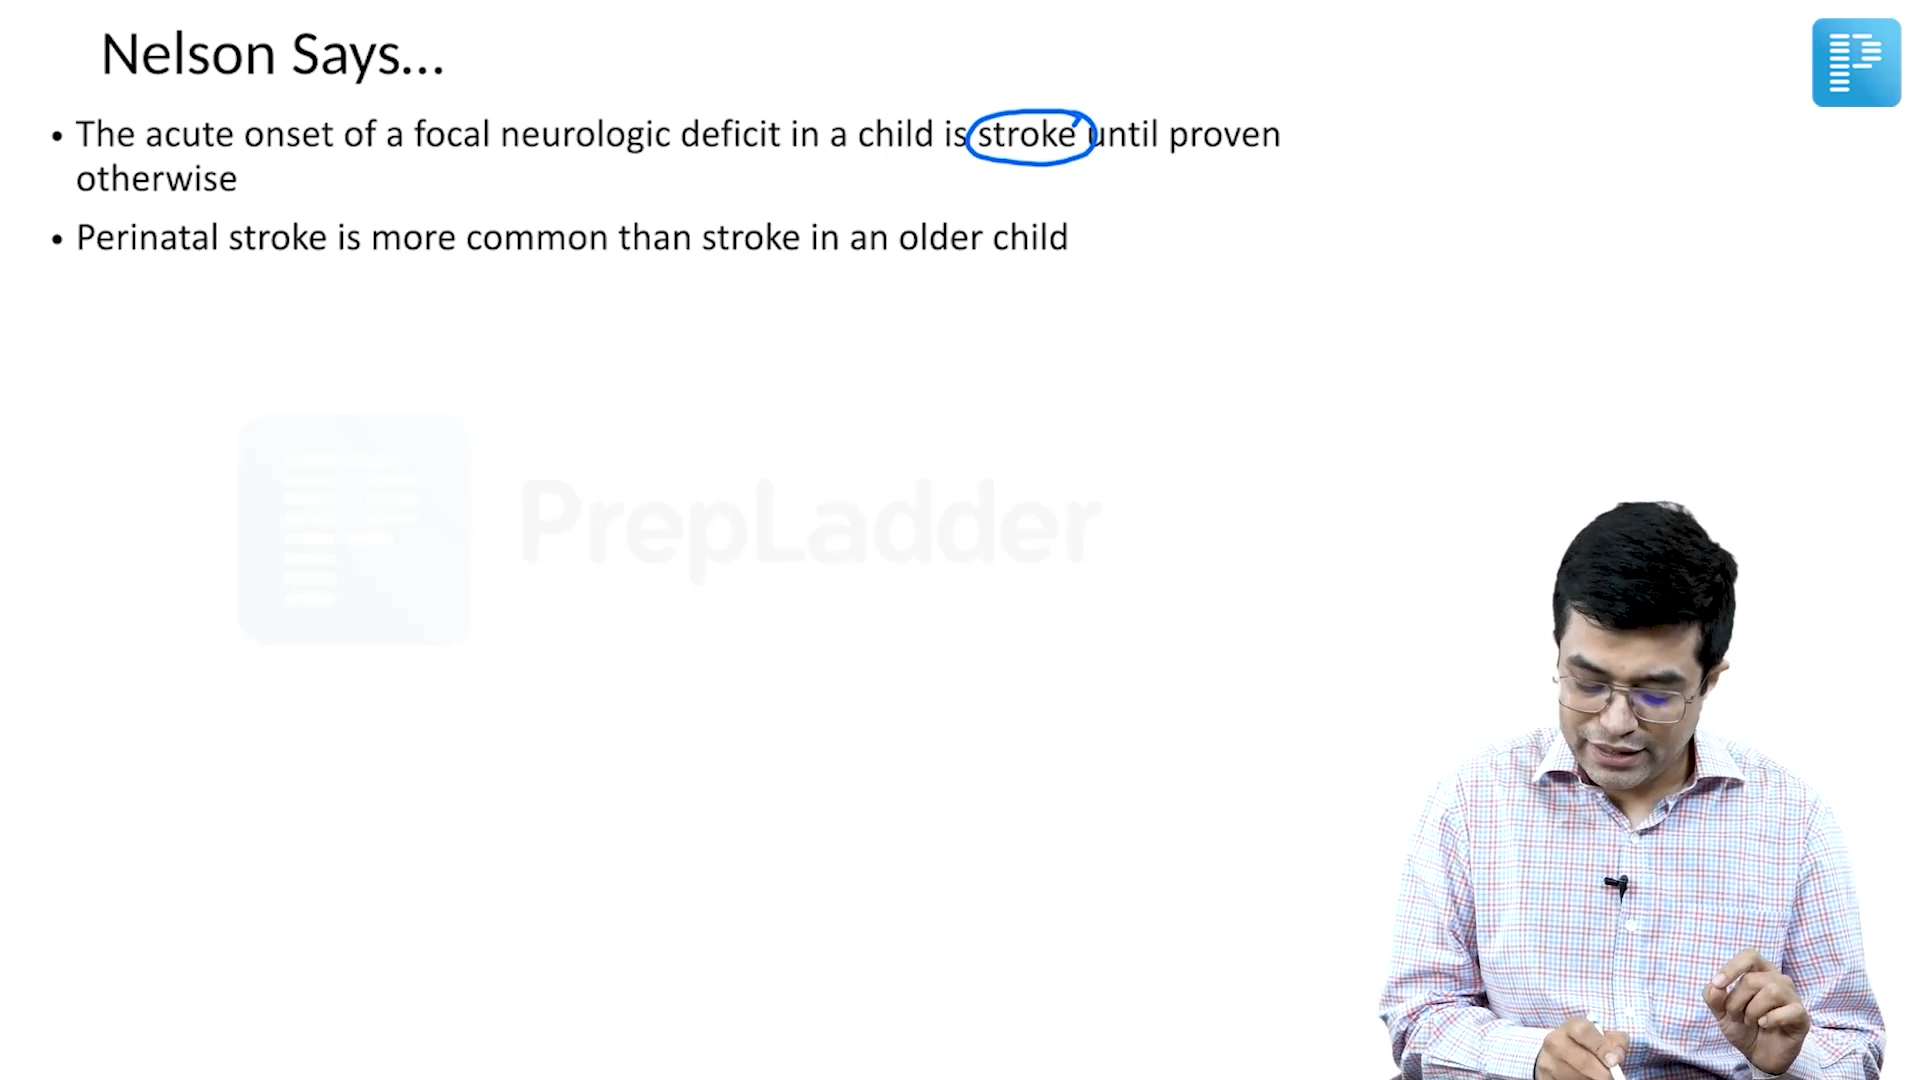 Nelson Says...
• The acute onset of a focal neurologic deficit in a child is stroke until proven
otherwise
• Perinatal stroke is more common than stroke in an older child
PrepLadder